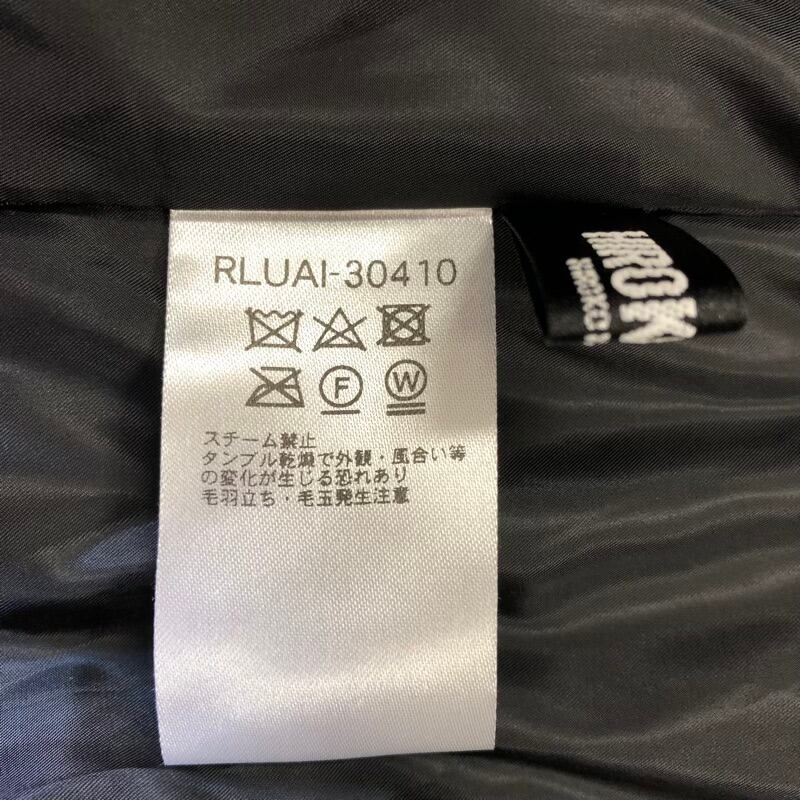 RLUAI-30410
F W
スチーム禁止
タンブル乾燥で外観・風合い等
の変化が生じる恐れあり
毛羽立ち・毛玉発生注意